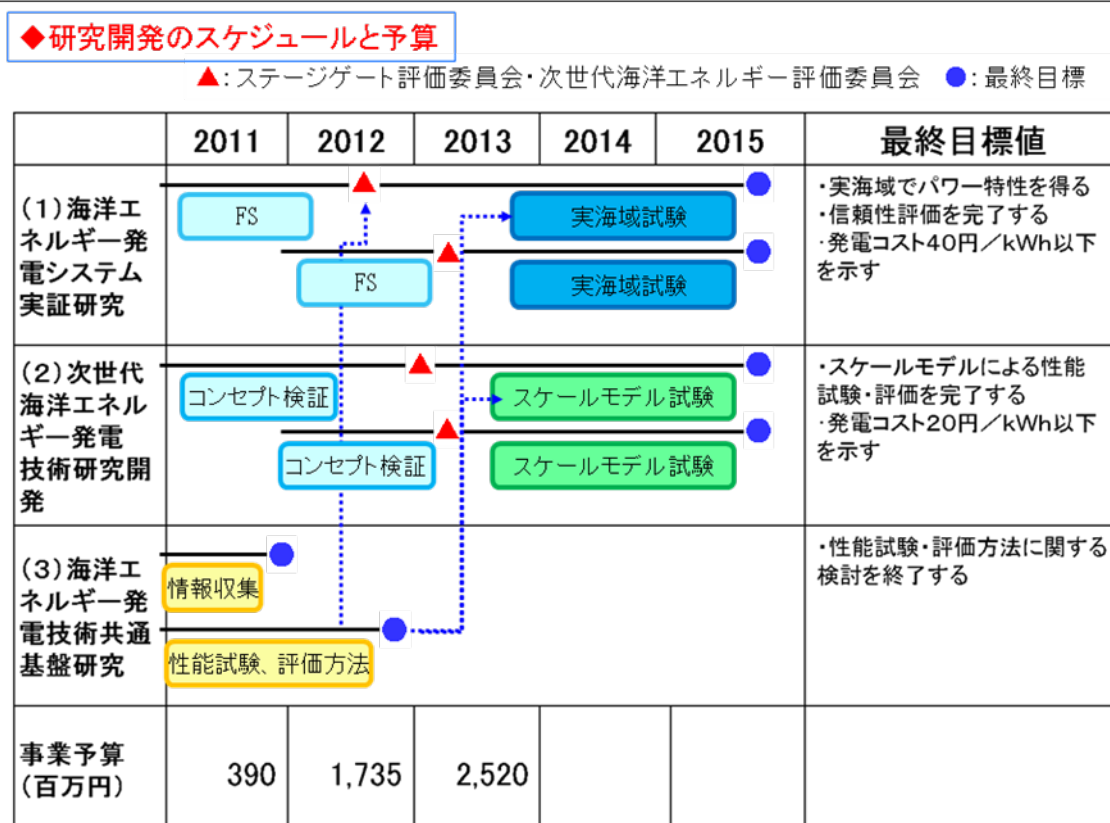 ◆研究開発のスケジュールと予算
▲:ステージゲート評価委員会・次世代海洋エネルギー評価委員会 ●:最終目標
2011 2012 2013 2014 2015 最終目標値
(1)海洋エ
ネルギー発
電システム
実証研究
FS
実海域試験
FS
実海域試験
・実海域でパワー特性を得る
・信頼性評価を完了する
・発電コスト40円/kWh以下
を示す
(2)次世代
海洋エネル
ギー発電
技術研究開
発
コンセプト検証
スケールモデル試験
コンセプト検証
スケールモデル試験
・スケールモデルによる性能
試験・評価を完了する
・発電コスト20円/kWh以下
を示す
(3)海洋エ
ネルギー発
電技術共通
基盤研究
情報収集
性能試験、評価方法
・性能試験・評価方法に関する
検討を終了する
事業予算
(百万円)
390 1,735 2,520